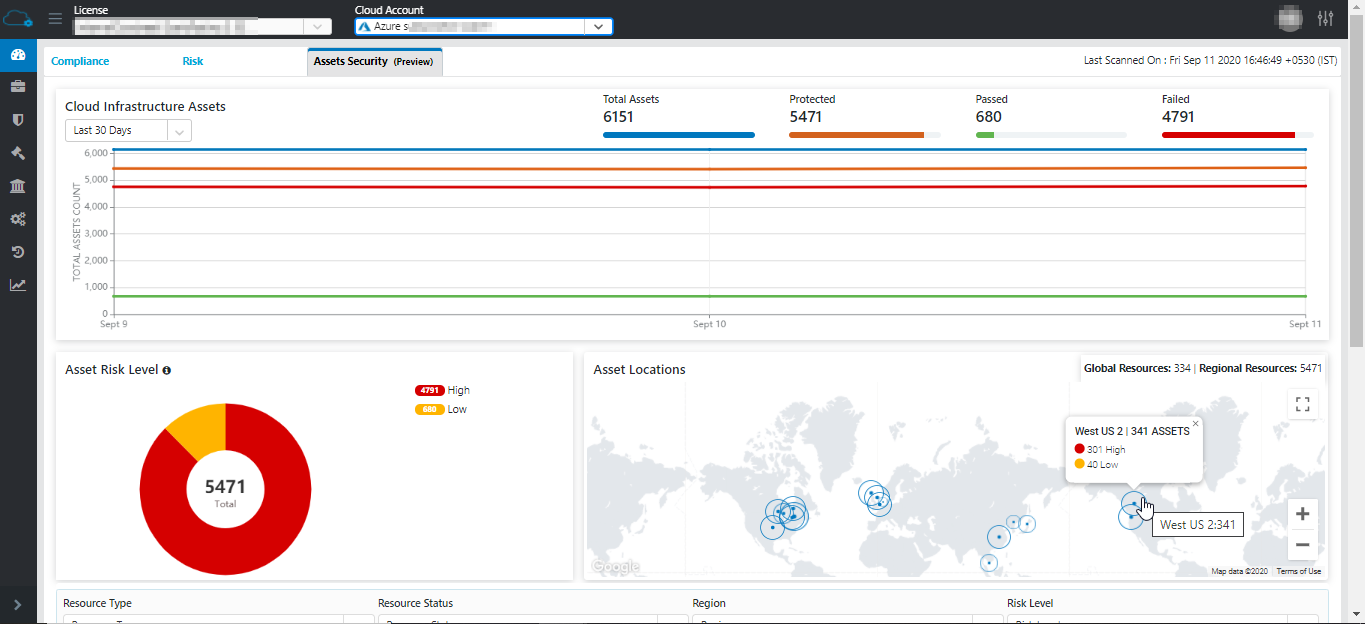 License
Cloud Account
Azure
Compliance
Risk
Assets Security (Preview)
Last Scanned On : Fri Sep 11 2020 16:46:49 +0530 (IST)
Cloud Infrastructure Assets
Last 30 Days
Total Assets
6151
Protected
5471
Passed
680
Failed
4791
TOTAL ASSETS COUNT
6,000
5,000
4,000
3,000
2,000
1,000
0
Sept 9
Sept 10
Sept 11
Asset Risk Level
4791 High
680 Low
5471
Total
Asset Locations
Global Resources: 334 | Regional Resources: 5471
West US 2 | 341 ASSETS
301 High
40 Low
West US 2:341
Google
Map data ©2020
Terms of Use
Resource Type
Resource Status
Region
Risk Level